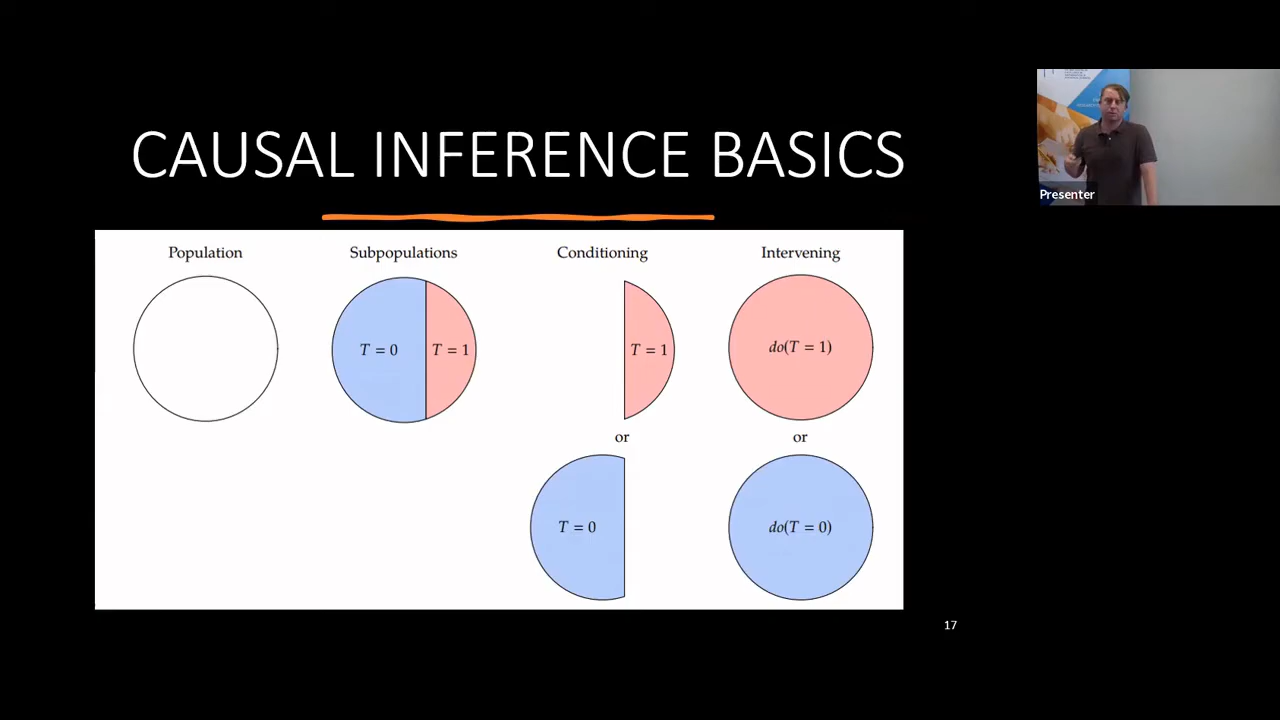 CAUSAL INFERENCE BASICS
Presenter
Population Subpopulations Conditioning Intervening
T = 0 T = 1 T = 1 do(T = 1)
or or
T = 0 do(T = 0)
17